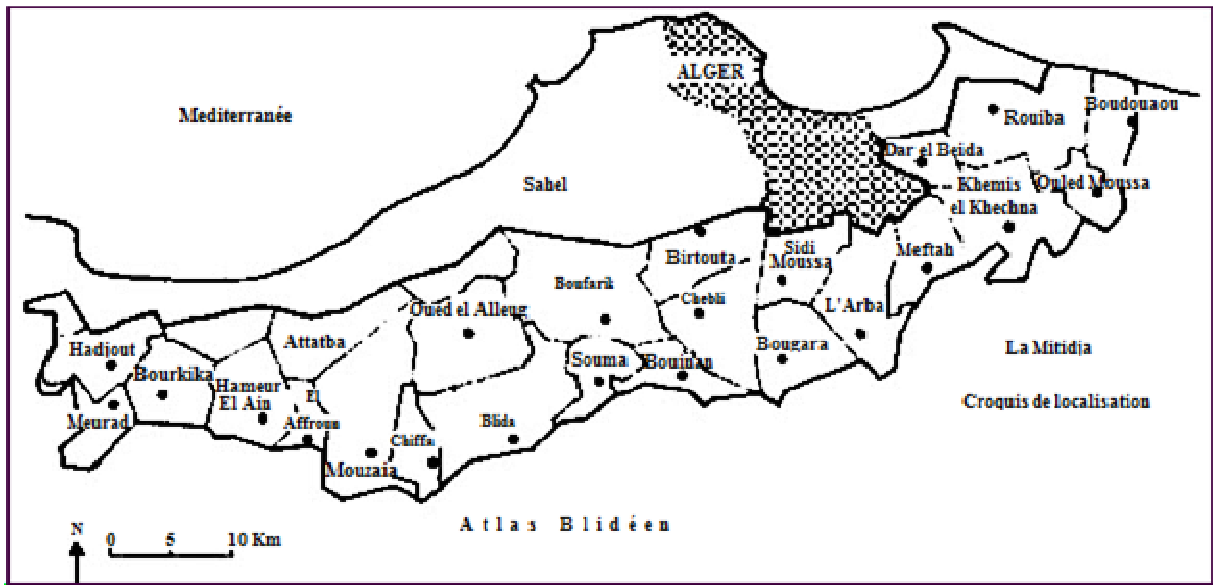 ALGER
Mediterranée
Boudouaou
Rouiba
Dar el Beida
Sahel
Khemis
el Khechna
Ouled Moussa
Meftah
Birtouta
Sidi
Moussa
Boufarik
Chebli
L'Arba
Oued el Alleug
Attatba
Hadjout
Bourkika
Hameur
El Ain
El
Affroun
Souma
Bouinan
Bougara
La Mitidja
Croquis de localisation
Meurad
Mouzaia
Chiffa
Blida
Atlas Blidéen
N
0 5 10 Km